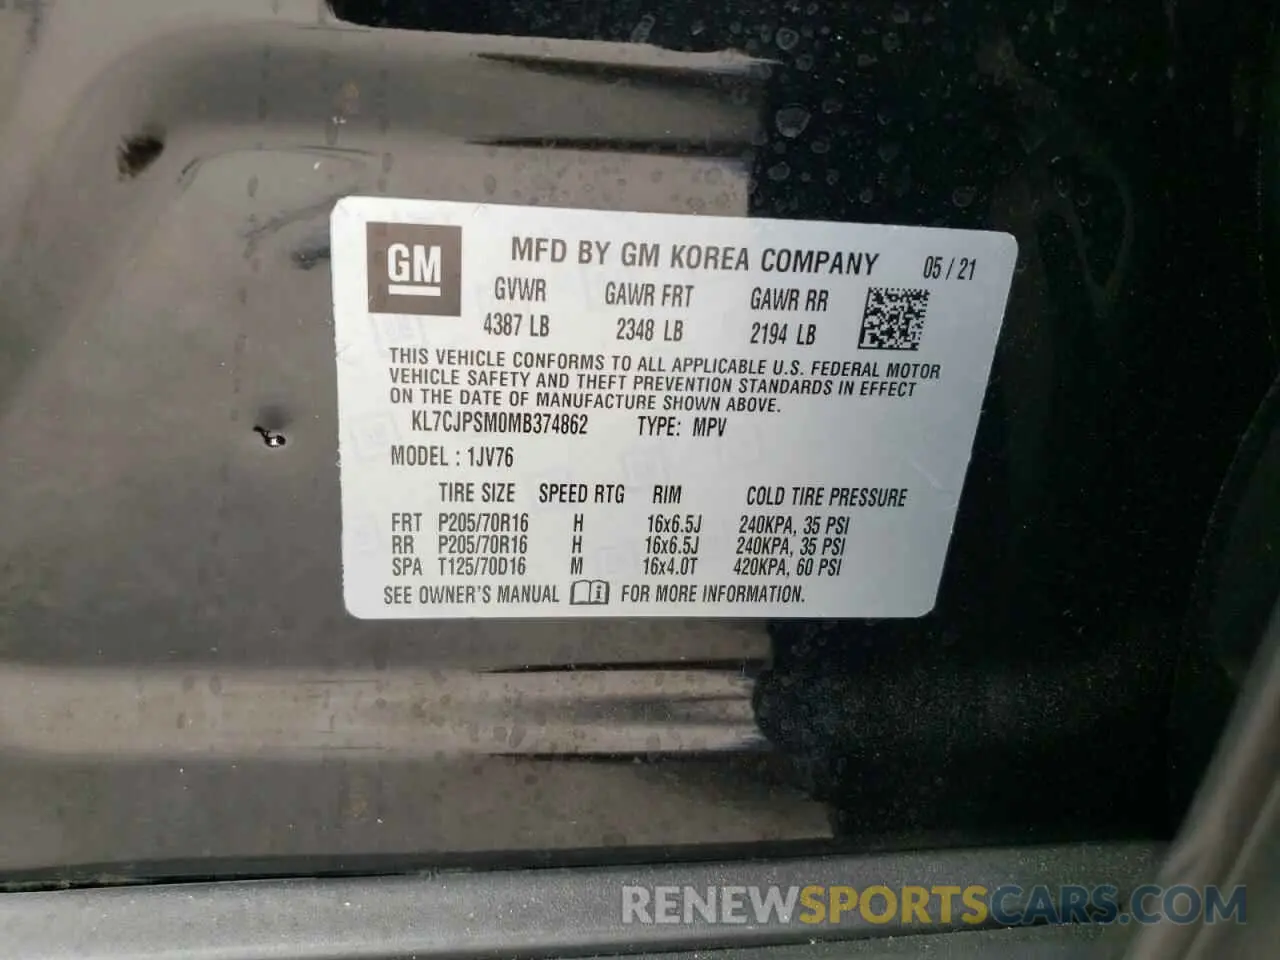 GM
MFD BY GM KOREA COMPANY 05 / 21
GVWR GAWR FRT GAWR RR
4387 LB 2348 LB 2194 LB
THIS VEHICLE CONFORMS TO ALL APPLICABLE U.S. FEDERAL MOTOR
VEHICLE SAFETY AND THEFT PREVENTION STANDARDS IN EFFECT
ON THE DATE OF MANUFACTURE SHOWN ABOVE.
KL7CJPSM0MB374862 TYPE: MPV
MODEL : 1JV76
TIRE SIZE SPEED RTG RIM COLD TIRE PRESSURE
FRT P205/70R16 H 16x6.5J 240KPA, 35 PSI
RR P205/70R16 H 16x6.5J 240KPA, 35 PSI
SPA T125/70D16 M 16x4.0T 420KPA, 60 PSI
SEE OWNER'S MANUAL i FOR MORE INFORMATION.
RENEWSPORTSCARS.COM